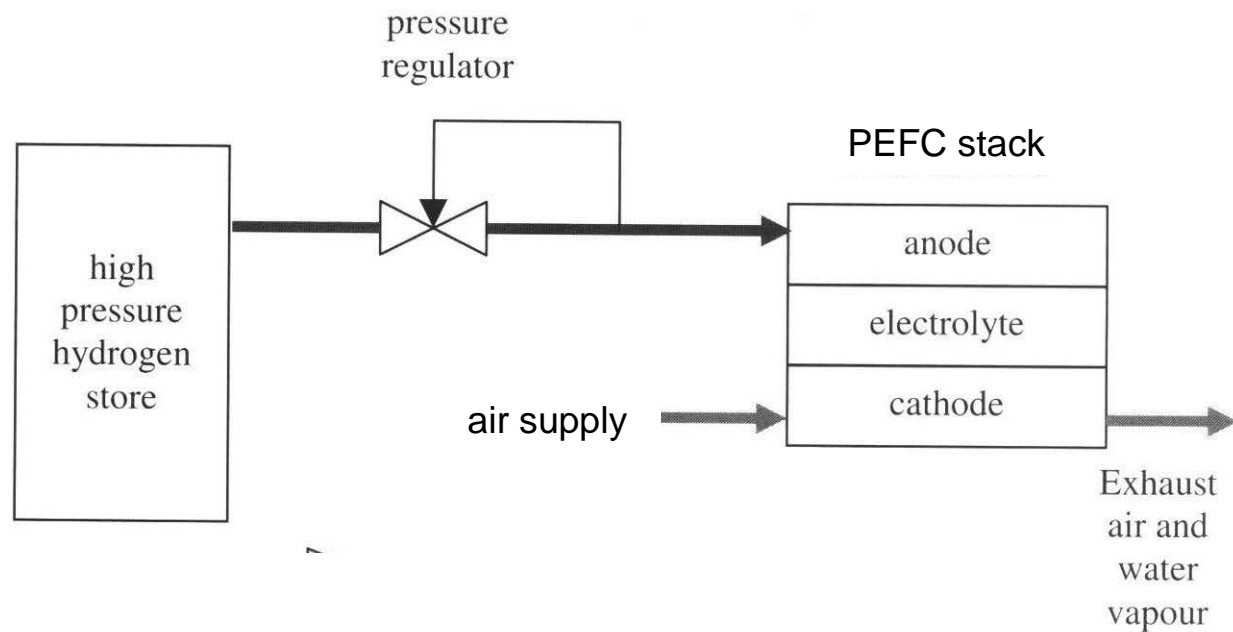 pressure
regulator
PEFC stack
high
pressure
hydrogen
store
anode
electrolyte
cathode
air supply
Exhaust
air and
water
vapour